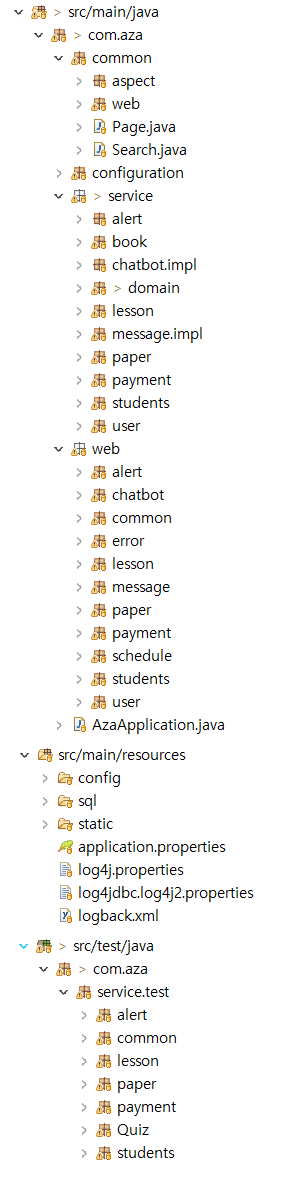 > src/main/java
> com.aza
common
aspect
web
Page.java
Search.java
configuration
> service
alert
book
chatbot.impl
> domain
lesson
message.impl
paper
payment
students
user
web
alert
chatbot
common
error
lesson
message
paper
payment
schedule
students
user
AzaApplication.java
src/main/resources
config
sql
static
application.properties
log4j.properties
log4jdbc.log4j2.properties
logback.xml
> src/test/java
> com.aza
service.test
alert
common
lesson
paper
payment
Quiz
students